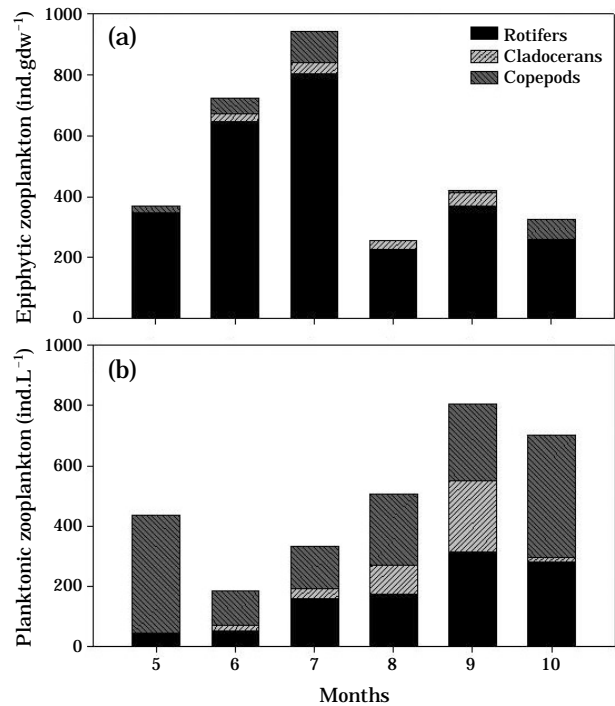 (a)
Rotifers
Cladocerans
Copepods
Epiphytic zooplankton (ind.gdw⁻¹)
1000
800
600
400
200
0
(b)
Planktonic zooplankton (ind.L⁻¹)
1000
800
600
400
200
0
5 6 7 8 9 10
Months